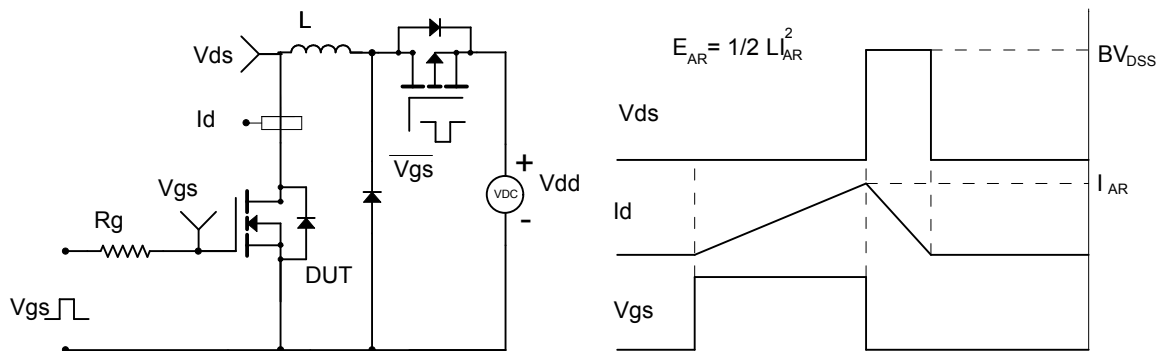 L
Vds
Id
Vgs
Rg
DUT
Vgs
Vgs
+
VDC
-
Vdd
E_AR= 1/2 LI_AR^2
BV_DSS
Vds
I_AR
Id
Vgs